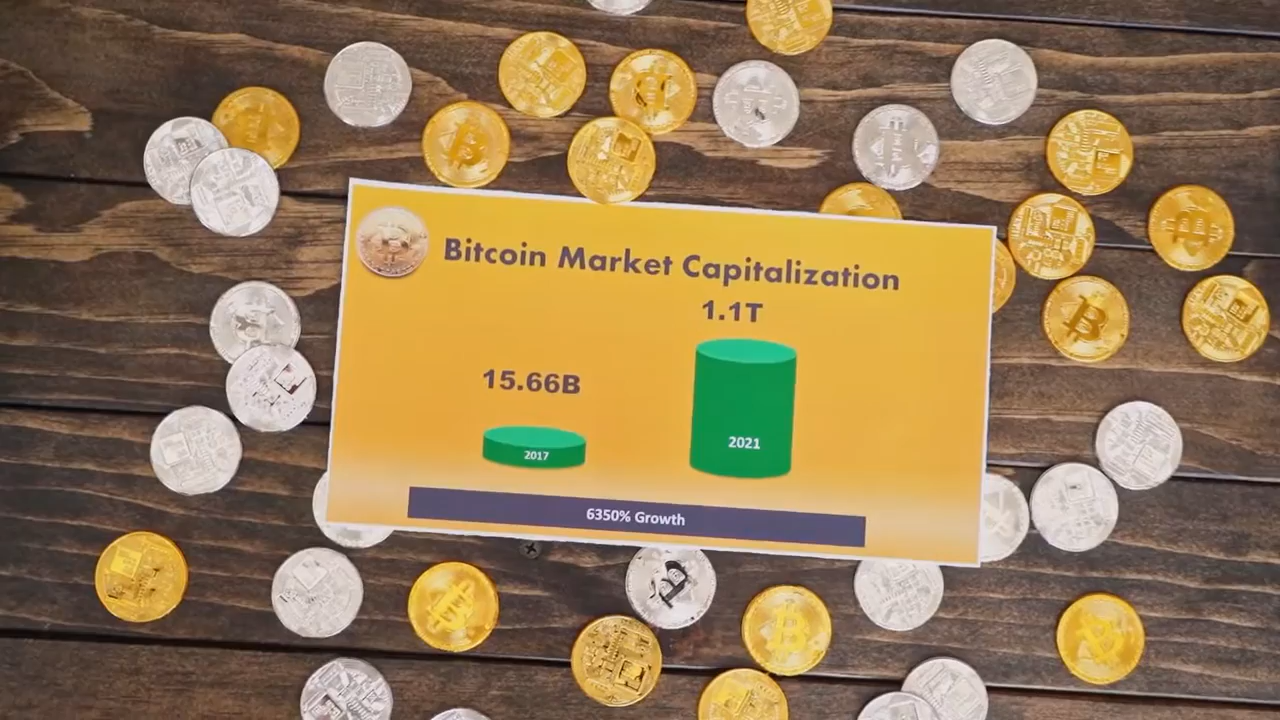 Bitcoin Market Capitalization
1.1T
15.66B
2021
2017
6350% Growth